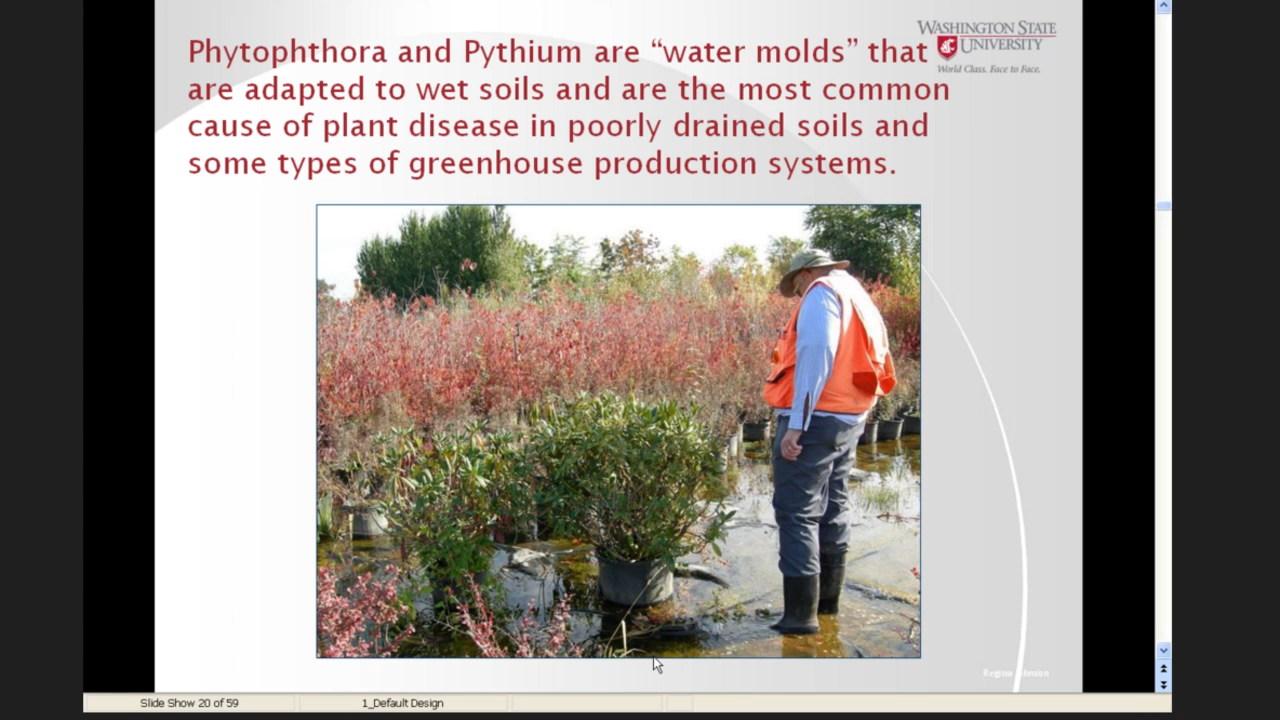 Phytophthora and Pythium are “water molds” that
are adapted to wet soils and are the most common
cause of plant disease in poorly drained soils and
some types of greenhouse production systems.
WASHINGTON STATE
UNIVERSITY
World Class. Face to Face.
Regina Johnson
Slide Show 20 of 59
1_Default Design